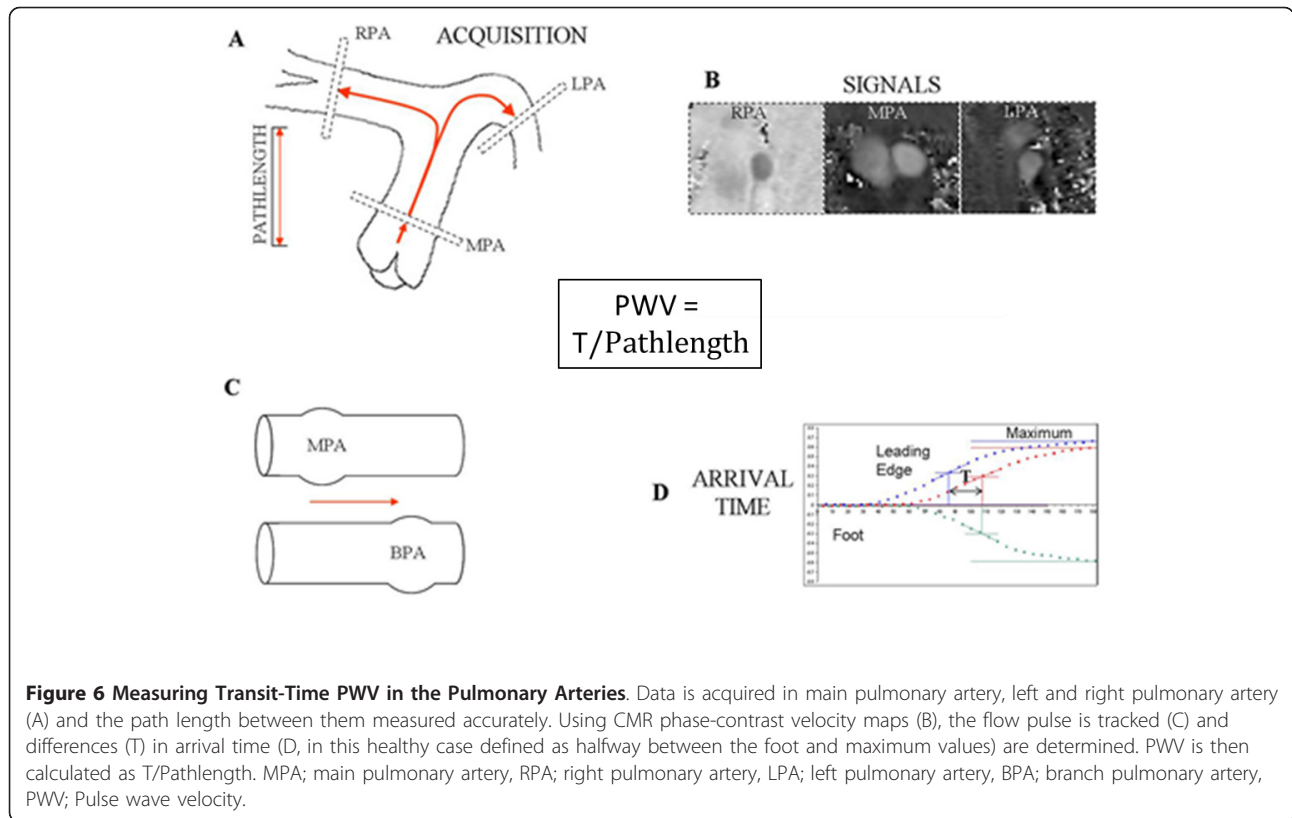 A
RPA
ACQUISITION
LPA
PATHLENGTH
MPA
B
SIGNALS
RPA
MPA
LPA
PWV =
T/Pathlength
C
MPA
BPA
D
ARRIVAL
TIME
Maximum
Leading
Edge
T
Foot
Figure 6 Measuring Transit-Time PWV in the Pulmonary Arteries. Data is acquired in main pulmonary artery, left and right pulmonary artery
(A) and the path length between them measured accurately. Using CMR phase-contrast velocity maps (B), the flow pulse is tracked (C) and
differences (T) in arrival time (D, in this healthy case defined as halfway between the foot and maximum values) are determined. PWV is then
calculated as T/Pathlength. MPA; main pulmonary artery, RPA; right pulmonary artery, LPA; left pulmonary artery, BPA; branch pulmonary artery,
PWV; Pulse wave velocity.